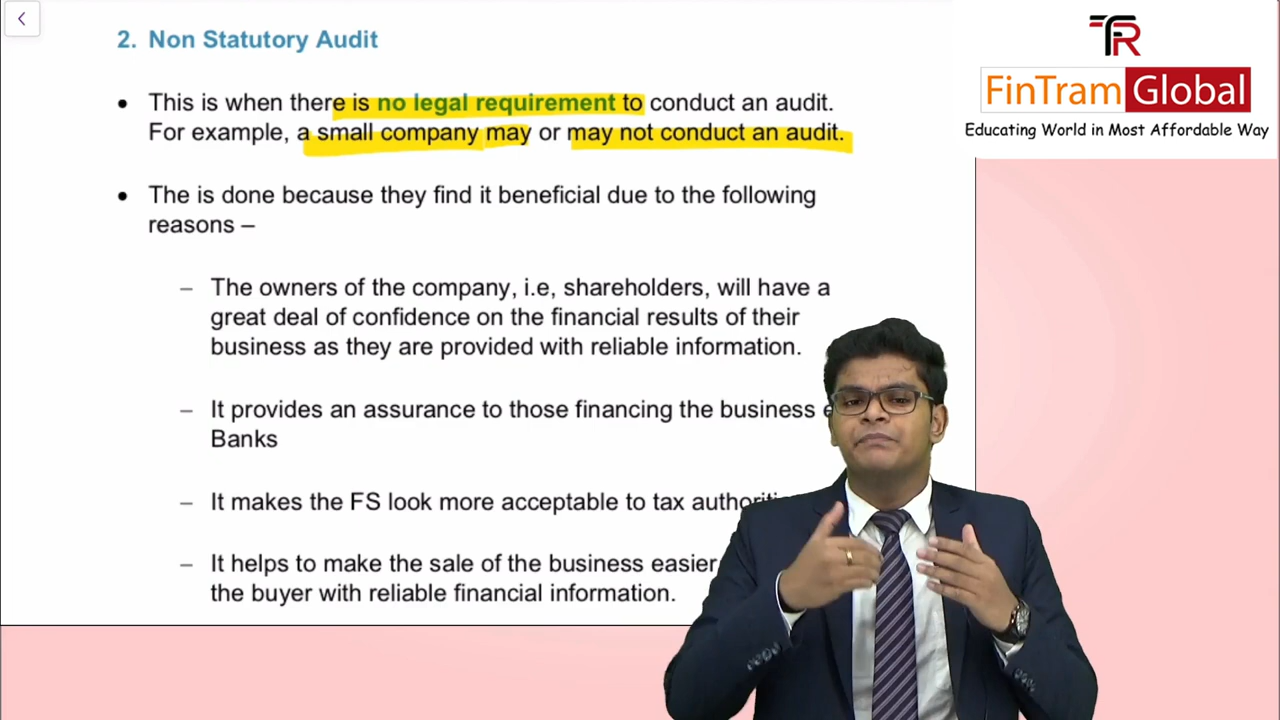 2. Non Statutory Audit
• This is when there is no legal requirement to conduct an audit.
For example, a small company may or may not conduct an audit.
• The is done because they find it beneficial due to the following
reasons –
– The owners of the company, i.e, shareholders, will have a
great deal of confidence on the financial results of their
business as they are provided with reliable information.
– It provides an assurance to those financing the business
Banks
– It makes the FS look more acceptable to tax
– It helps to make the sale of the business easier
the buyer with reliable financial information.
TR
FinTram Global
Educating World in Most Affordable Way